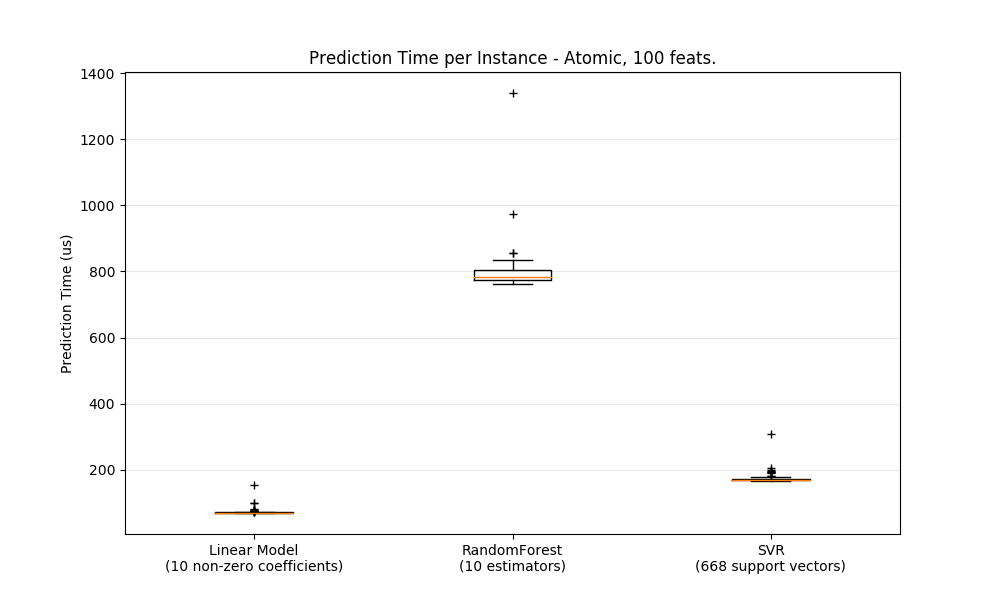 Prediction Time per Instance - Atomic, 100 feats.
1400
1200
1000
800
600
400
200
Prediction Time (us)
Linear Model
(10 non-zero coefficients)
RandomForest
(10 estimators)
SVR
(668 support vectors)